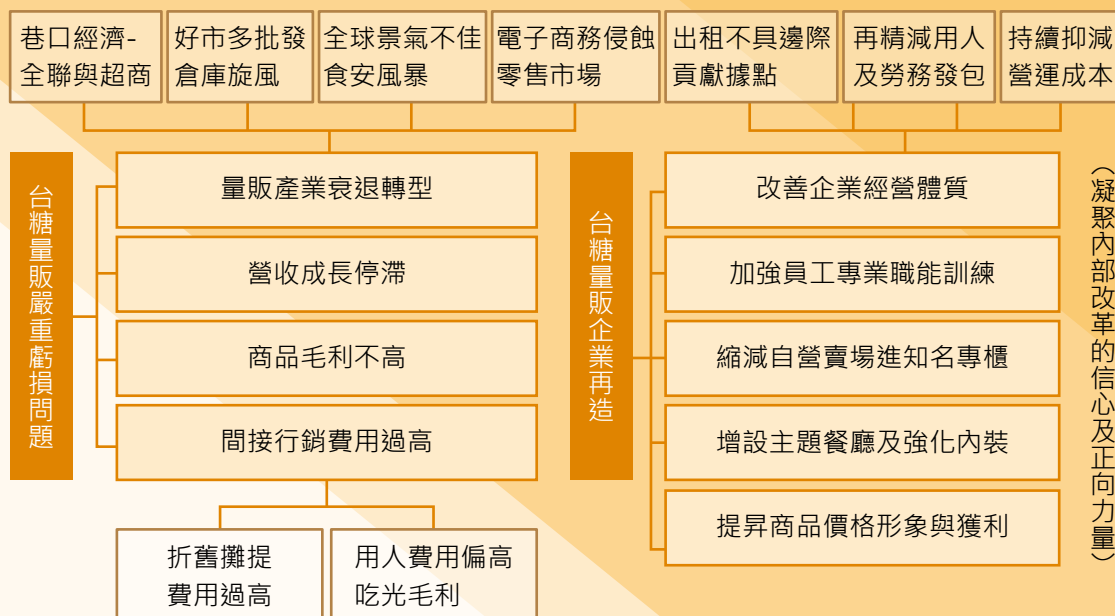 巷口經濟-
全聯與超商
好市多批發
倉庫旋風
全球景氣不佳
食安風暴
電子商務侵蝕
零售市場
出租不具邊際
貢獻據點
再精減用人
及勞務發包
持續抑減
營運成本
台糖量販嚴重虧損問題
量販產業衰退轉型
營收成長停滯
商品毛利不高
間接行銷費用過高
折舊攤提
費用過高
用人費用偏高
吃光毛利
台糖量販企業再造
改善企業經營體質
加強員工專業職能訓練
縮減自營賣場進知名專櫃
增設主題餐廳及強化內裝
提昇商品價格形象與獲利
（凝聚內部改革的信心及正向力量）